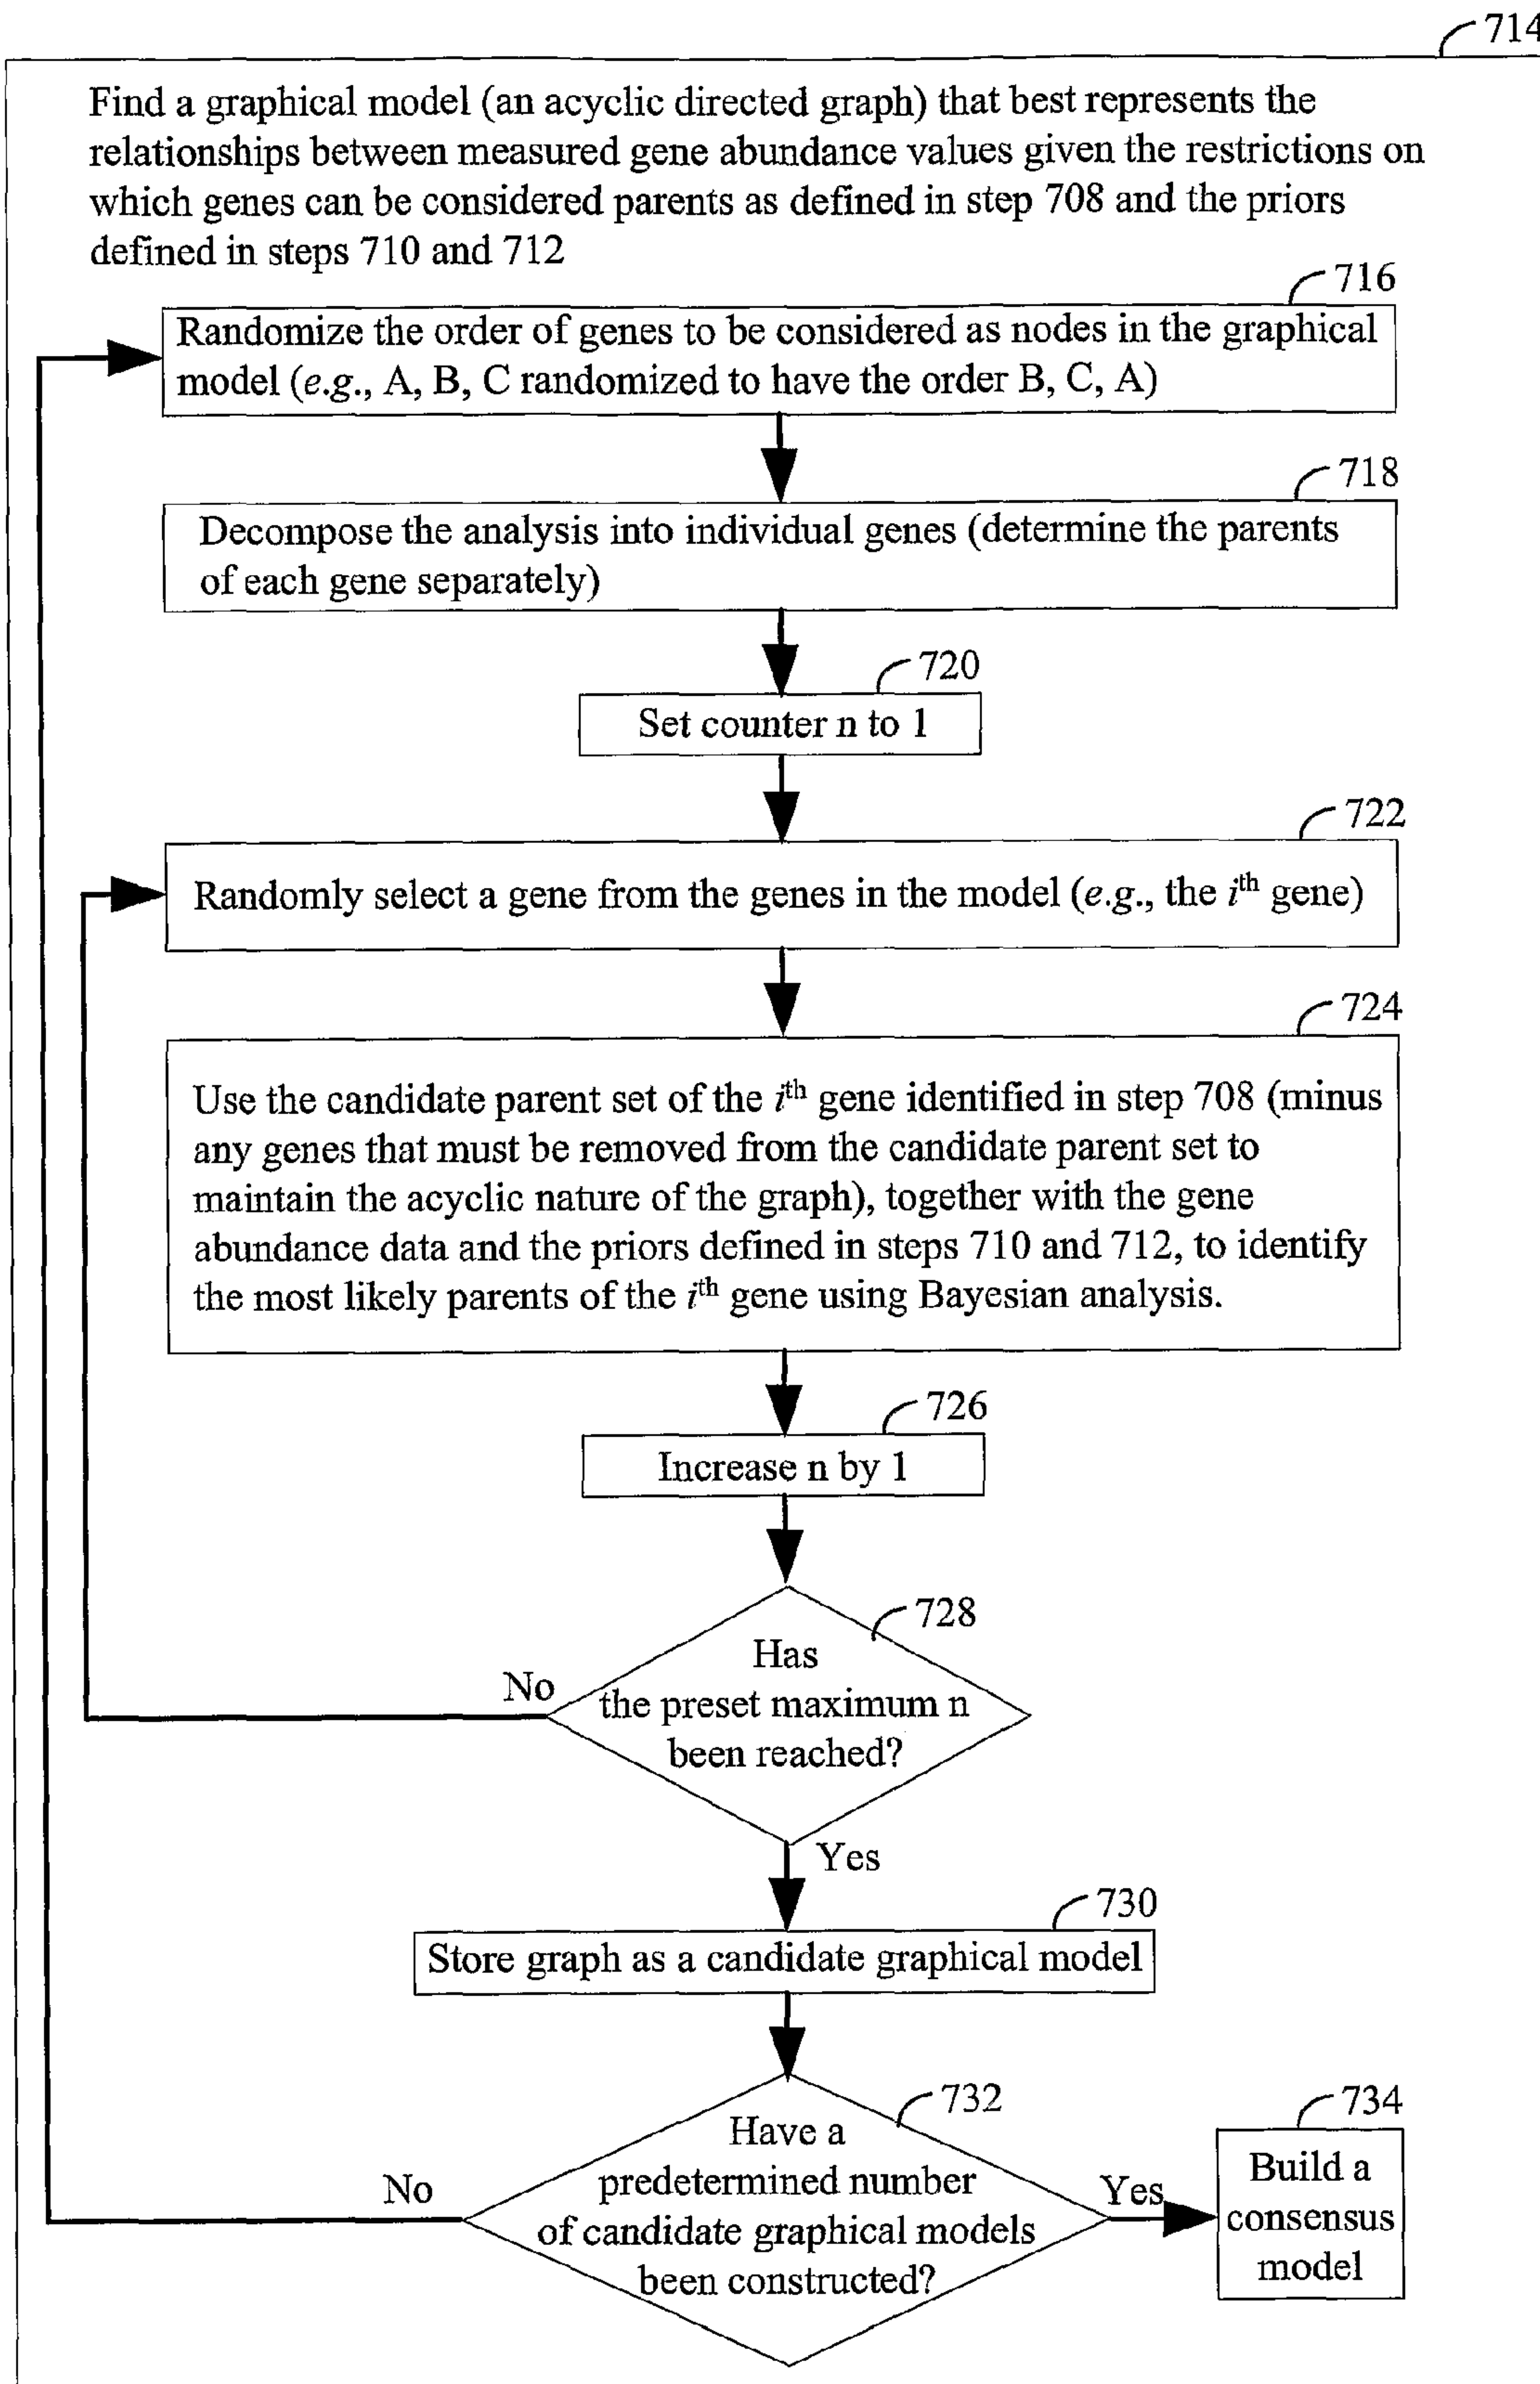 714
Find a graphical model (an acyclic directed graph) that best represents the
relationships between measured gene abundance values given the restrictions on
which genes can be considered parents as defined in step 708 and the priors
defined in steps 710 and 712
716
Randomize the order of genes to be considered as nodes in the graphical
model (e.g., A, B, C randomized to have the order B, C, A)
718
Decompose the analysis into individual genes (determine the parents
of each gene separately)
720
Set counter n to 1
722
Randomly select a gene from the genes in the model (e.g., the ith gene)
724
Use the candidate parent set of the ith gene identified in step 708 (minus
any genes that must be removed from the candidate parent set to
maintain the acyclic nature of the graph), together with the gene
abundance data and the priors defined in steps 710 and 712, to identify
the most likely parents of the ith gene using Bayesian analysis.
726
Increase n by 1
728
Has
the preset maximum n
been reached?
No
Yes
730
Store graph as a candidate graphical model
732
Have a
predetermined number
of candidate graphical models
been constructed?
No
Yes
734
Build a
consensus
model